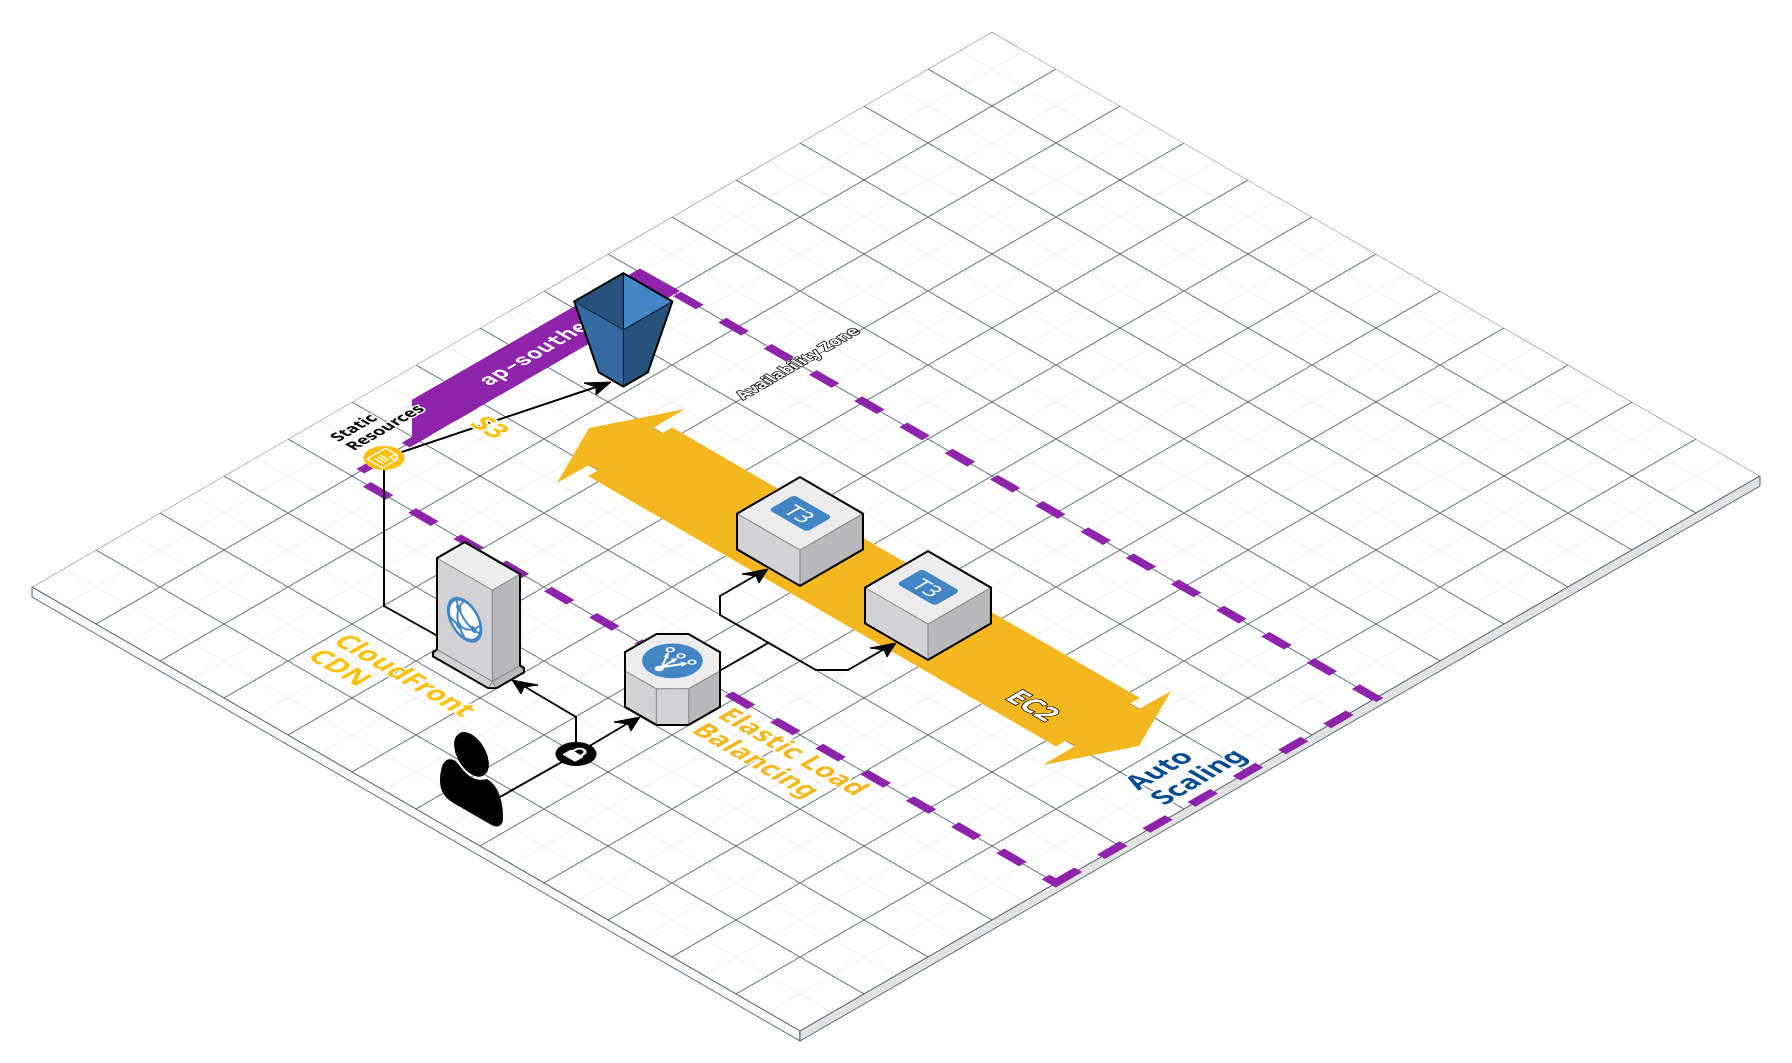 ap-southe
Availability Zone
Static
Resources
S3
T3
T3
CloudFront
CDN
EC2
Elastic Load
Balancing
Auto
Scaling